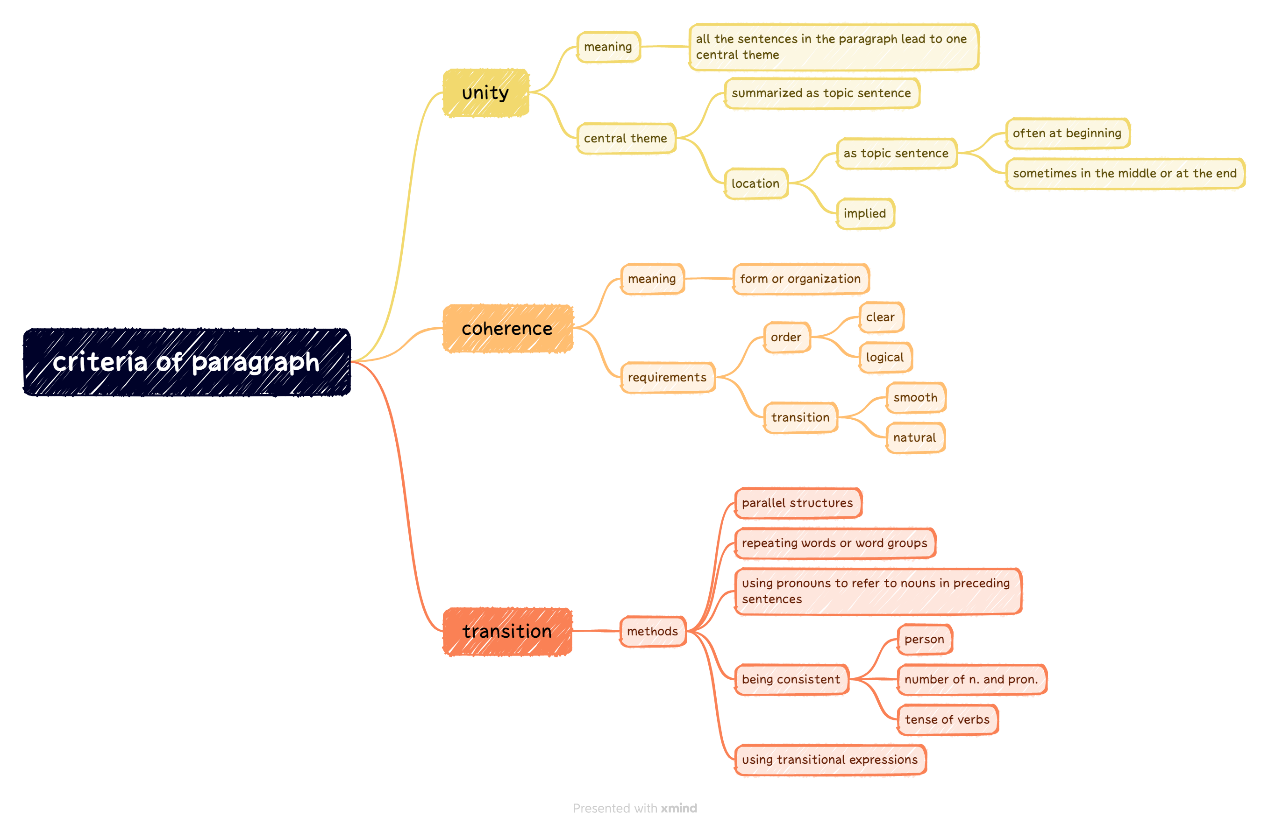 criteria of paragraph
unity
meaning
all the sentences in the paragraph lead to one
central theme
central theme
summarized as topic sentence
location
as topic sentence
often at beginning
sometimes in the middle or at the end
implied
coherence
meaning
form or organization
requirements
order
clear
logical
transition
smooth
natural
transition
methods
parallel structures
repeating words or word groups
using pronouns to refer to nouns in preceding
sentences
being consistent
person
number of n. and pron.
tense of verbs
using transitional expressions
Presented with xmind